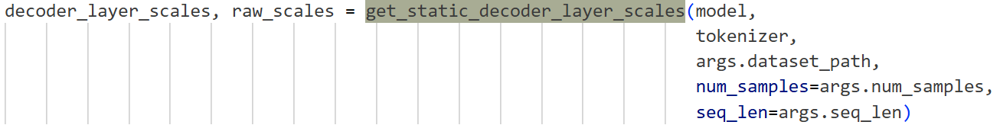 decoder_layer_scales, raw_scales = get_static_decoder_layer_scales(model,
tokenizer,
args.dataset_path,
num_samples=args.num_samples,
seq_len=args.seq_len)